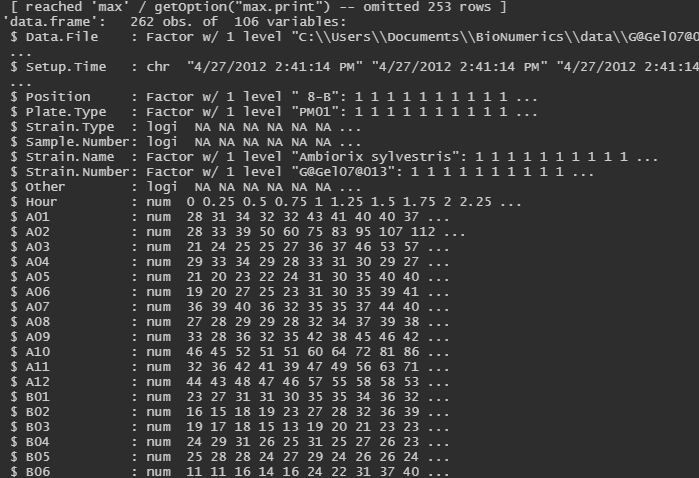 [ reached 'max' / getOption("max.print") -- omitted 253 rows ]
'data.frame':   262 obs. of  106 variables:
 $ Data.File    : Factor w/ 1 level "C:\\Users\\Documents\\BioNumerics\\data\\G@Gel07@0
...
 $ Setup.Time   : chr  "4/27/2012 2:41:14 PM" "4/27/2012 2:41:14 PM" "4/27/2012 2:41:14
...
 $ Position     : Factor w/ 1 level " 8-B": 1 1 1 1 1 1 1 1 1 1 ...
 $ Plate.Type   : Factor w/ 1 level "PM01": 1 1 1 1 1 1 1 1 1 1 ...
 $ Strain.Type  : logi  NA NA NA NA NA NA ...
 $ Sample.Number: logi  NA NA NA NA NA NA ...
 $ Strain.Name  : Factor w/ 1 level "Ambiorix sylvestris": 1 1 1 1 1 1 1 1 1 1 ...
 $ Strain.Number: Factor w/ 1 level "G@Gel07@013": 1 1 1 1 1 1 1 1 1 1 ...
 $ Other        : logi  NA NA NA NA NA NA ...
 $ Hour         : num  0 0.25 0.5 0.75 1 1.25 1.5 1.75 2 2.25 ...
 $ A01          : num  28 31 34 32 32 43 41 40 40 37 ...
 $ A02          : num  28 33 39 50 60 75 83 95 107 112 ...
 $ A03          : num  21 24 25 25 27 36 37 46 53 57 ...
 $ A04          : num  29 33 34 29 28 33 31 30 29 27 ...
 $ A05          : num  21 20 23 22 24 31 30 35 40 40 ...
 $ A06          : num  19 20 27 25 23 31 30 35 39 41 ...
 $ A07          : num  36 39 40 36 32 35 35 37 44 40 ...
 $ A08          : num  27 28 29 29 28 32 34 37 39 38 ...
 $ A09          : num  33 28 36 32 35 42 38 45 46 42 ...
 $ A10          : num  46 45 52 51 51 60 64 72 81 86 ...
 $ A11          : num  32 36 42 41 39 47 49 56 63 71 ...
 $ A12          : num  44 43 48 47 46 57 55 58 58 53 ...
 $ B01          : num  23 27 31 31 30 35 35 34 36 32 ...
 $ B02          : num  16 15 18 19 23 27 28 32 36 39 ...
 $ B03          : num  19 17 18 15 13 19 20 21 23 23 ...
 $ B04          : num  24 29 31 26 25 31 25 27 26 23 ...
 $ B05          : num  25 28 28 24 27 29 24 26 26 24 ...
 $ B06          : num  11 11 16 14 16 24 22 31 37 40 ...